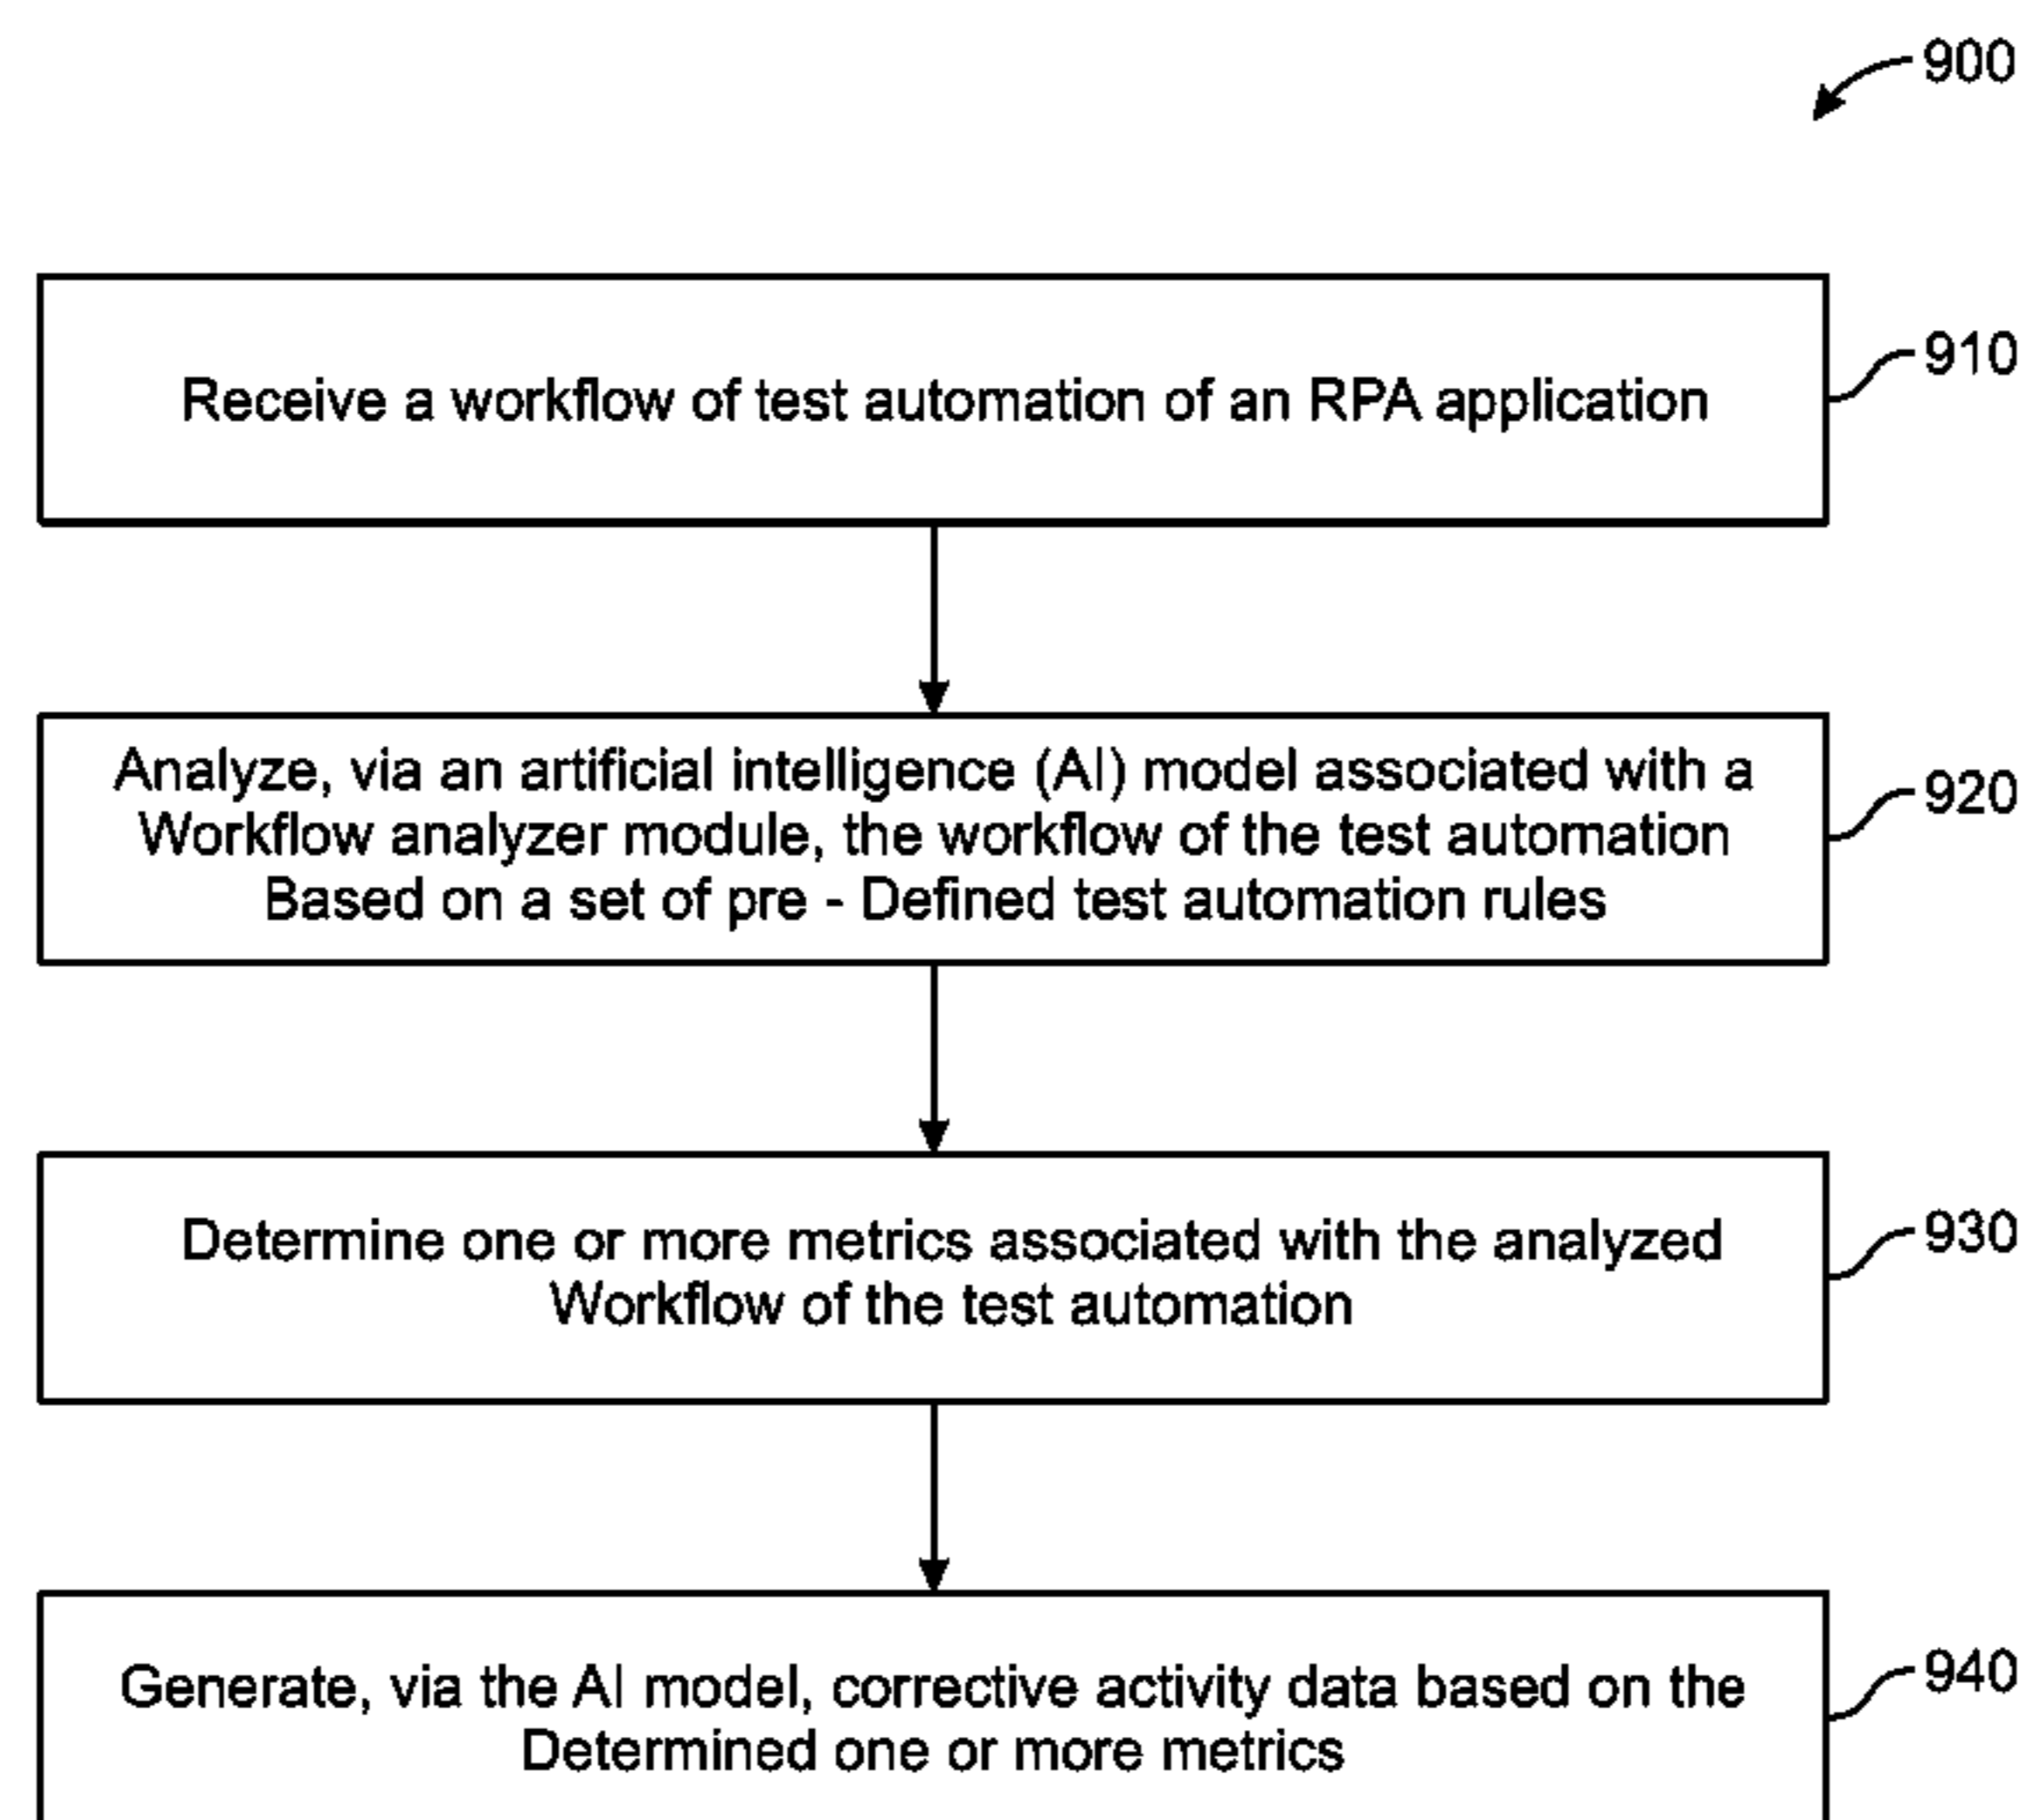 900
Receive a workflow of test automation of an RPA application
910
Analyze, via an artificial intelligence (AI) model associated with a
Workflow analyzer module, the workflow of the test automation
Based on a set of pre - Defined test automation rules
920
Determine one or more metrics associated with the analyzed
Workflow of the test automation
930
Generate, via the AI model, corrective activity data based on the
Determined one or more metrics
940